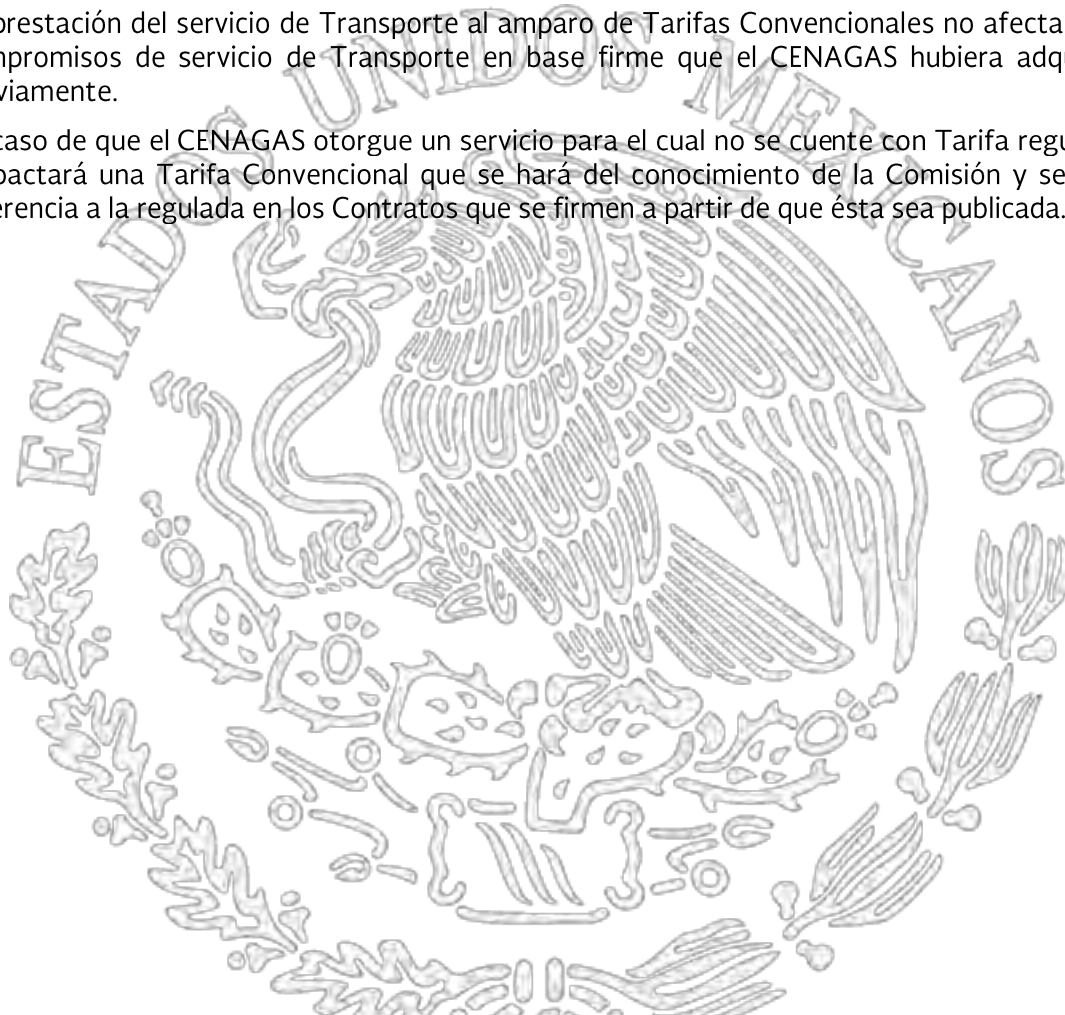 prestación del servicio de Transporte al amparo de Tarifas Convencionales no afecta
mpromisos de servicio de Transporte en base firme que el CENAGAS hubiera adqu
viamente.
caso de que el CENAGAS otorgue un servicio para el cual no se cuente con Tarifa regu
pactará una Tarifa Convencional que se hará del conocimiento de la Comisión y se
erencia a la regulada en los Contratos que se firmen a partir de que ésta sea publicada.
ESTADOS UNIDOS MEXICANOS